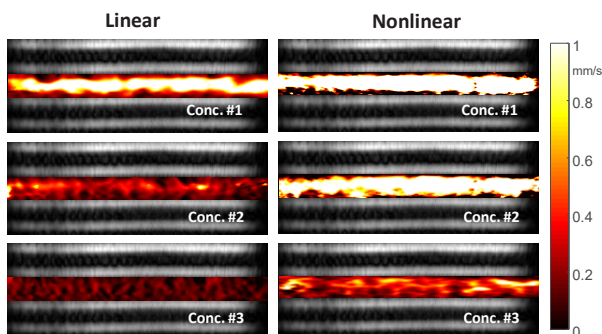 Linear
Nonlinear
Conc. #1
Conc. #1
1
mm/s
0.8
0.6
Conc. #2
Conc. #2
0.4
0.2
Conc. #3
Conc. #3
0